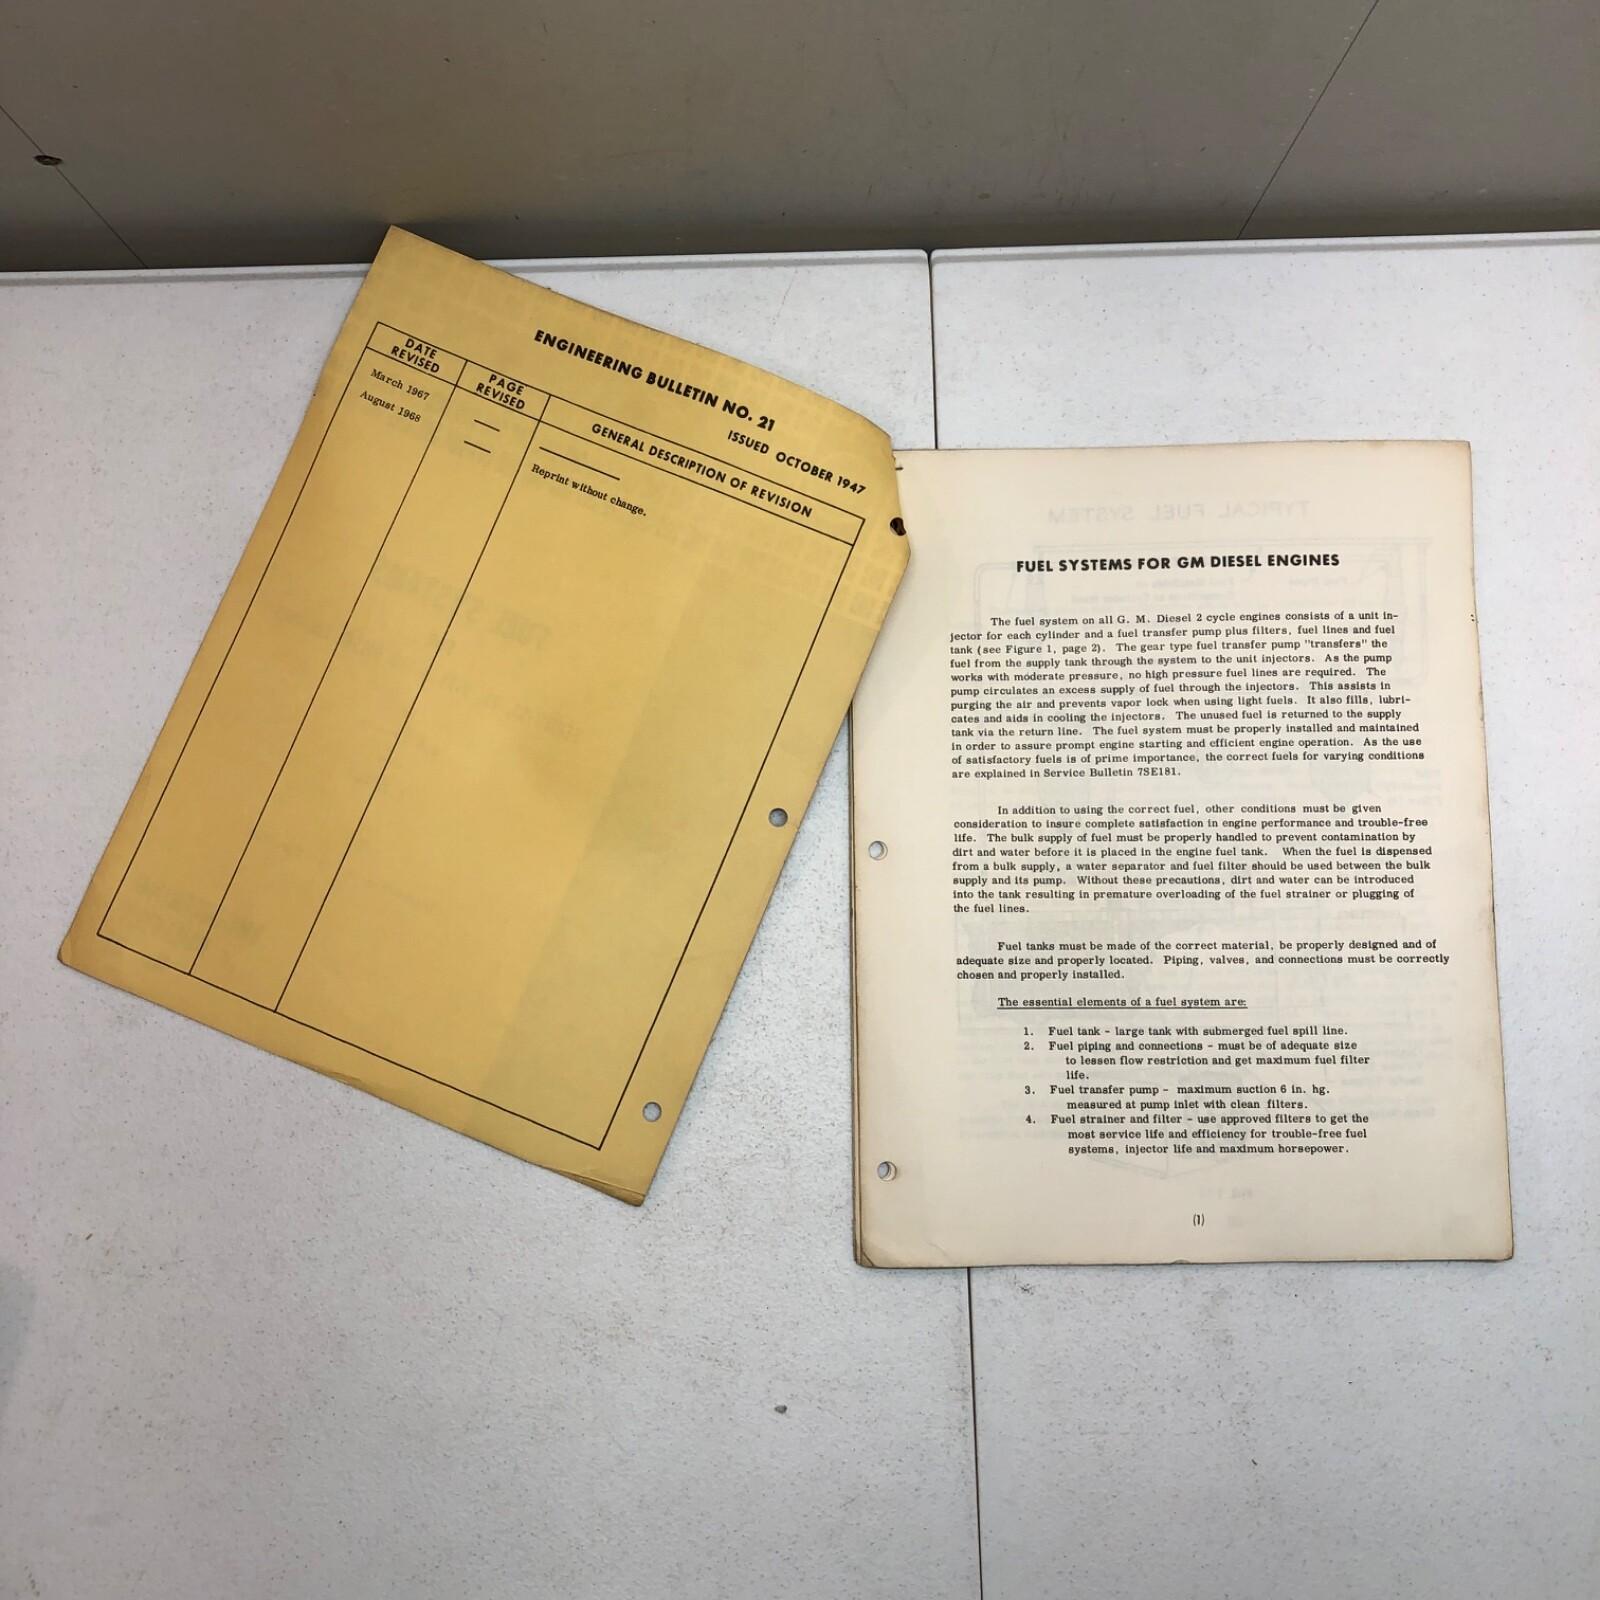 ENGINEERING BULLETIN NO. 21
ISSUED OCTOBER 1947
DATE
REVISED
PAGE
REVISED
GENERAL DESCRIPTION OF REVISION
March 1967
August 1968
Reprint without change.
TYPICAL FUEL SYSTEM
FUEL SYSTEMS FOR GM DIESEL ENGINES
The fuel system on all G. M. Diesel 2 cycle engines consists of a unit in-
jector for each cylinder and a fuel transfer pump plus filters, fuel lines and fuel
tank (see Figure 1, page 2). The gear type fuel transfer pump "transfers" the
fuel from the supply tank through the system to the unit injectors. As the pump
works with moderate pressure, no high pressure fuel lines are required. The
pump circulates an excess supply of fuel through the injectors. This assists in
purging the air and prevents vapor lock when using light fuels. It also fills, lubri-
cates and aids in cooling the injectors. The unused fuel is returned to the supply
tank via the return line. The fuel system must be properly installed and maintained
in order to assure prompt engine starting and efficient engine operation. As the use
of satisfactory fuels is of prime importance, the correct fuels for varying conditions
are explained in Service Bulletin 7SE181.
In addition to using the correct fuel, other conditions must be given
consideration to insure complete satisfaction in engine performance and trouble-free
life. The bulk supply of fuel must be properly handled to prevent contamination by
dirt and water before it is placed in the engine fuel tank. When the fuel is dispensed
from a bulk supply, a water separator and fuel filter should be used between the bulk
supply and its pump. Without these precautions, dirt and water can be introduced
into the tank resulting in premature overloading of the fuel strainer or plugging of
the fuel lines.
Fuel tanks must be made of the correct material, be properly designed and of
adequate size and properly located. Piping, valves, and connections must be correctly
chosen and properly installed.
The essential elements of a fuel system are:
1. Fuel tank - large tank with submerged fuel spill line.
2. Fuel piping and connections - must be of adequate size
to lessen flow restriction and get maximum fuel filter
life.
3. Fuel transfer pump - maximum suction 6 in. hg.
measured at pump inlet with clean filters.
4. Fuel strainer and filter - use approved filters to get the
most service life and efficiency for trouble-free fuel
systems, injector life and maximum horsepower.
(1)